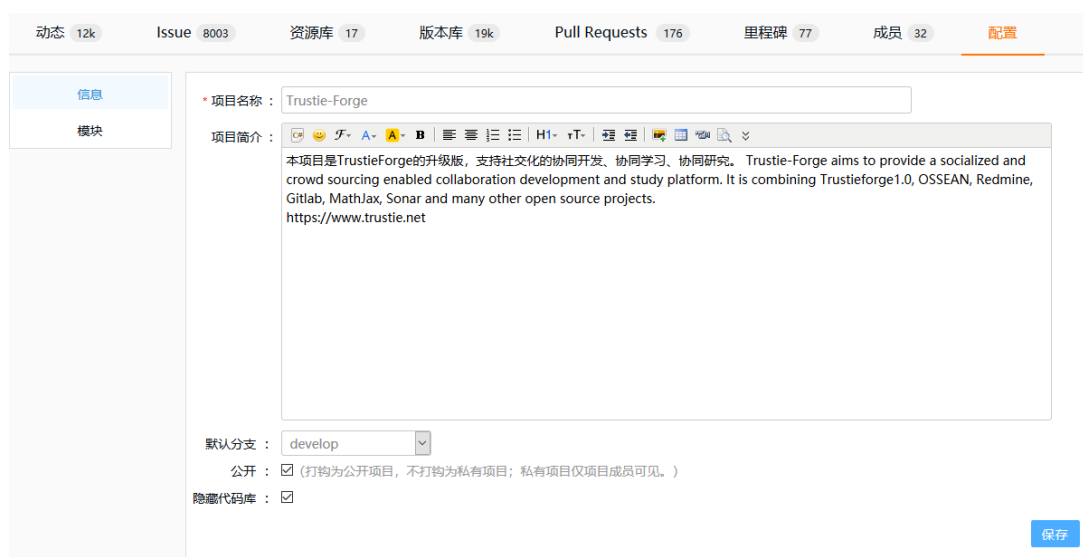 动态 12k Issue 8003 资源库 17 版本库 19k Pull Requests 176 里程碑 77 成员 32 配置
信息
模块
* 项目名称 : Trustie-Forge
项目简介 :
C# F A A B H1 тT
本项目是TrustieForge的升级版，支持社交化的协同开发、协同学习、协同研究。 Trustie-Forge aims to provide a socialized and
crowd sourcing enabled collaboration development and study platform. It is combining Trustieforge1.0, OSSEAN, Redmine,
Gitlab, MathJax, Sonar and many other open source projects.
https://www.trustie.net
默认分支 : develop
公开 : (打钩为公开项目，不打钩为私有项目；私有项目仅项目成员可见。)
隐藏代码库 :
保存